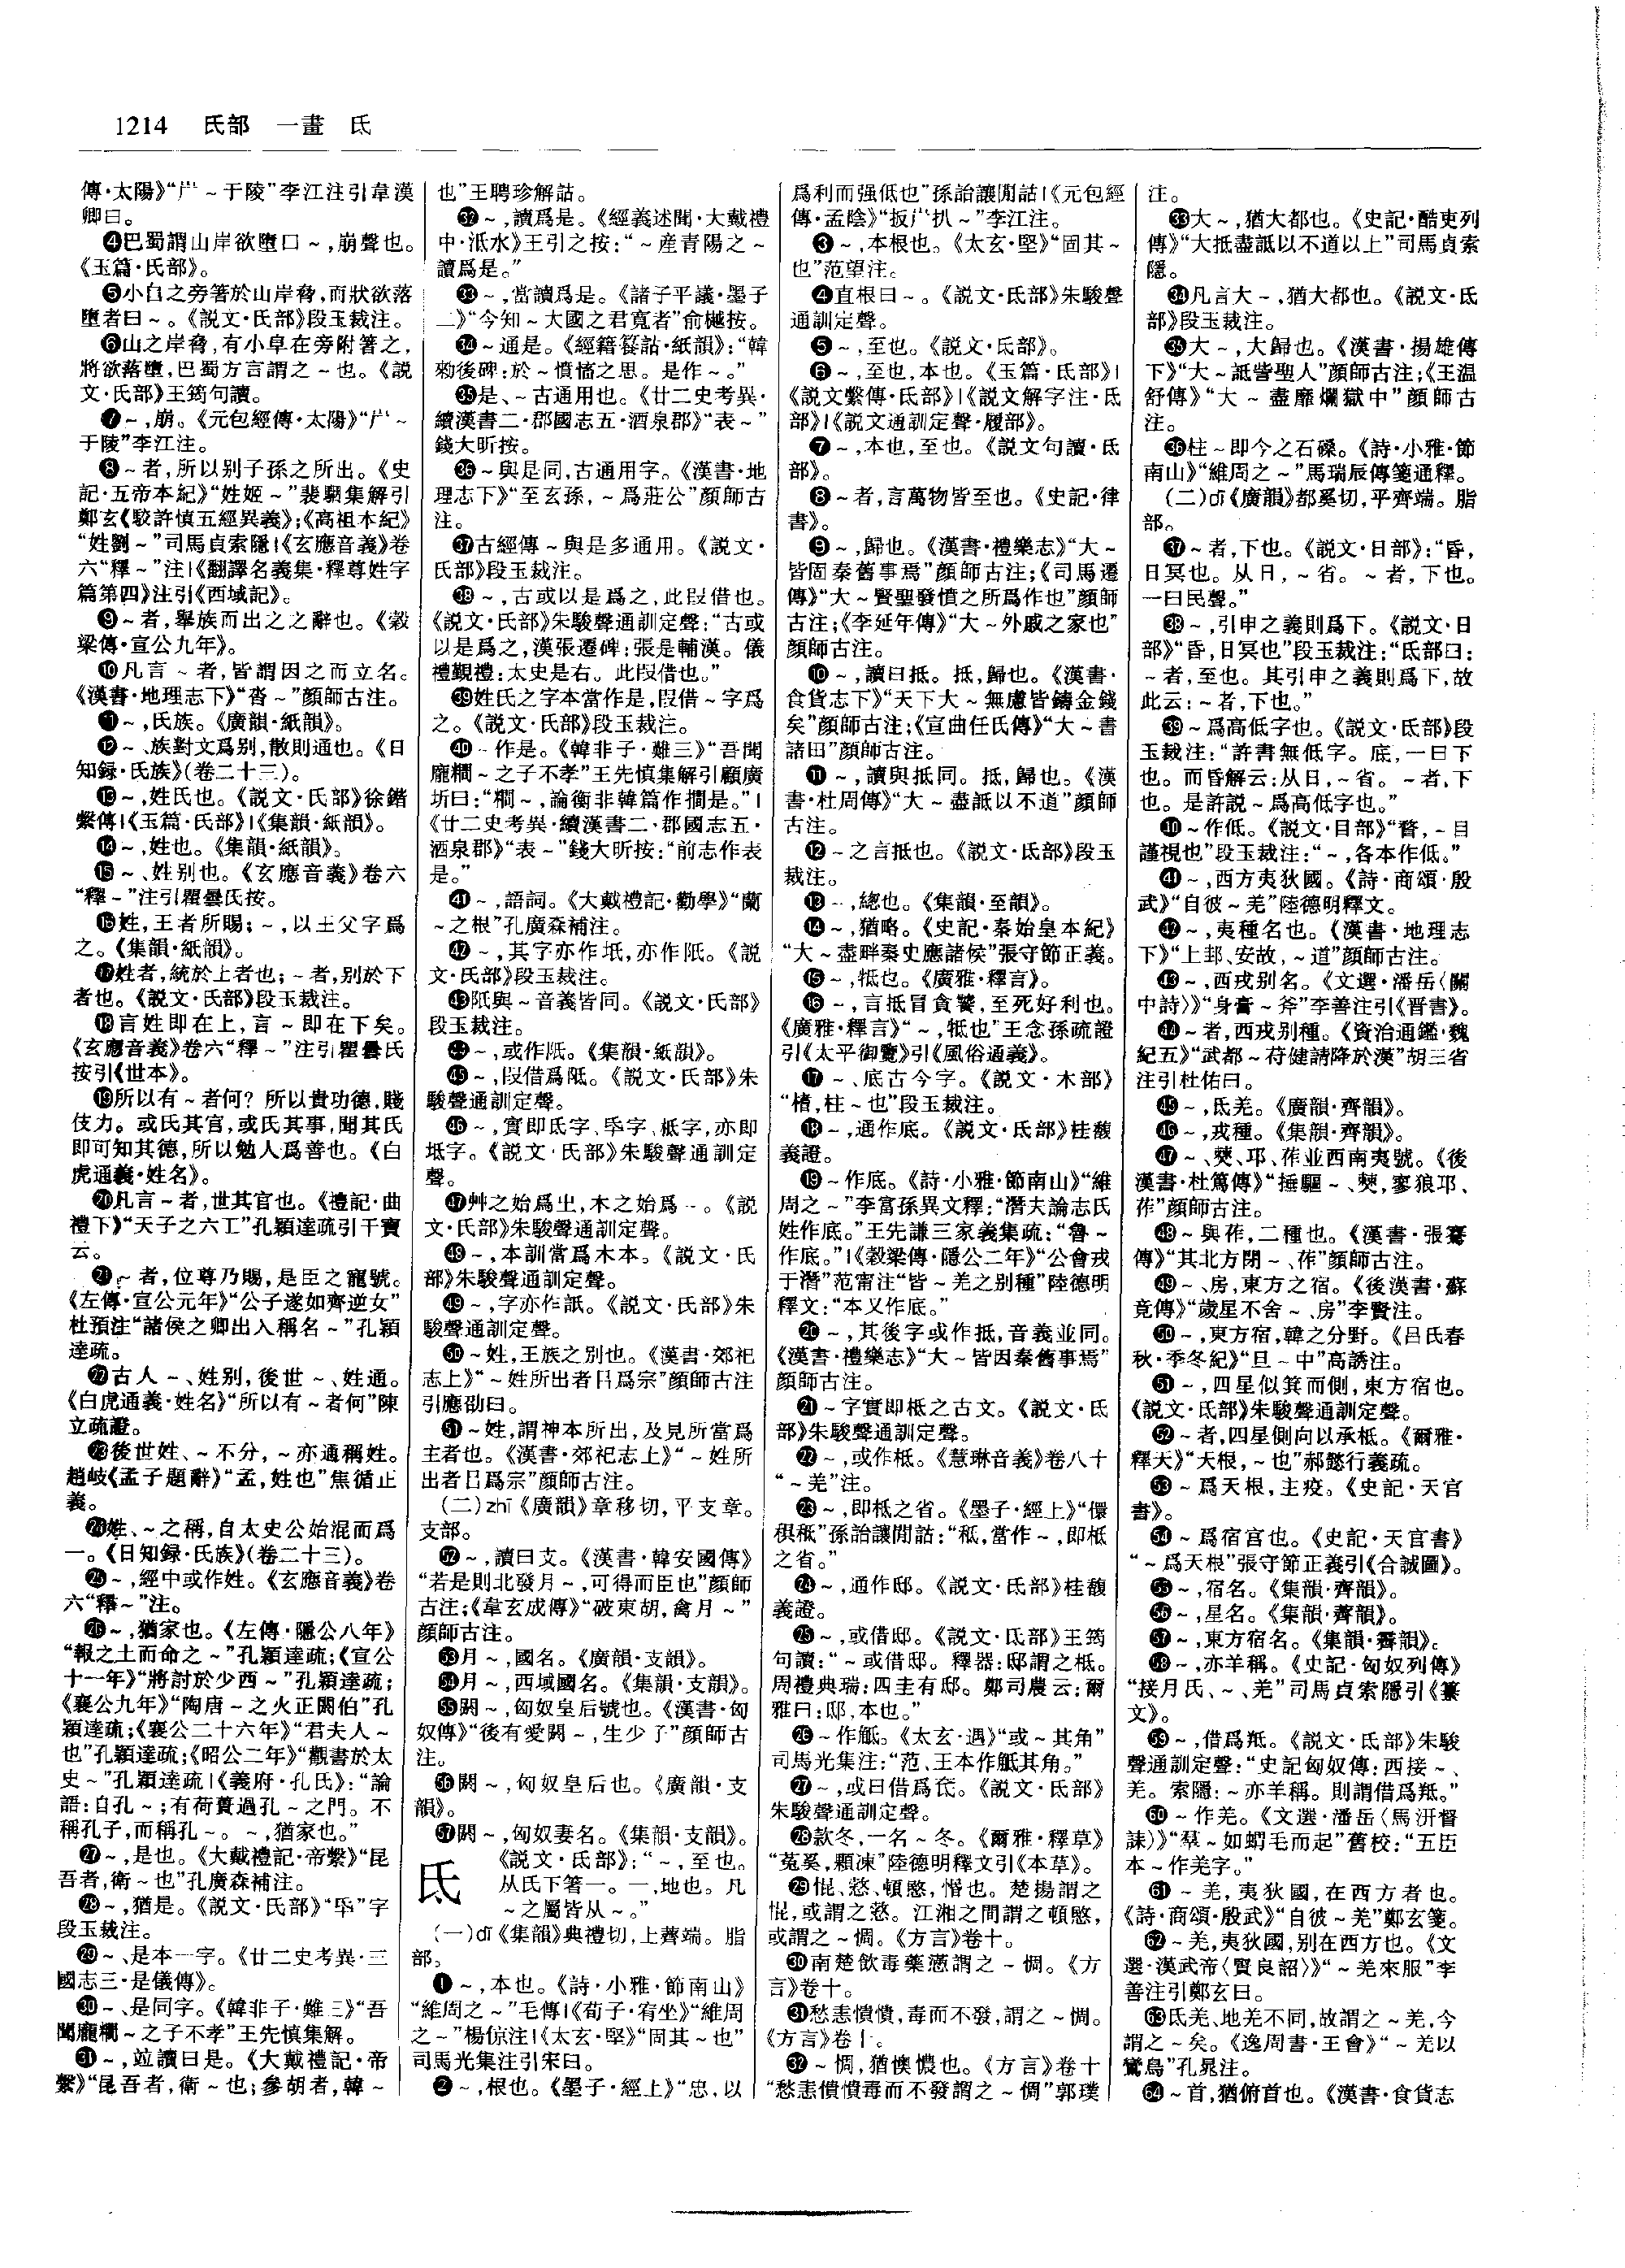 1214 氏部 一畫 氐
傳·太陽》“屵~于陵”李江注引韋漢
卿曰。
❹巴蜀謂山岸欲墮曰~,崩聲也。
《玉篇·氏部》。
❺小𠂤之旁箸於山岸脅,而狀欲落
墮者曰~。《説文·氏部》段玉裁注。
❻山之岸脅,有小𠂤在旁附箸之,
將欲落墮,巴蜀方言謂之~也。《説
文·氏部》王筠句讀。
❼~,崩。《元包經傳·太陽》“屵~
于陵”李江注。
❽~者,所以别子孫之所出。《史
記·五帝本紀》“姓姬~”裴駰集解引
鄭玄《駁許慎五經異義》;《高祖本紀》
“姓劉~”司馬貞索隱|《玄應音義》卷
六“釋~”注|《翻譯名義集·釋尊姓字
篇第四》注引《西域記》。
❾~者,舉族而出之之辭也。《穀
梁傳·宣公九年》。
❿凡言~者,皆謂因之而立名。
《漢書·地理志下》“沓~”顏師古注。
⓫~,氏族。《廣韻·紙韻》。
⓬~、族對文爲别,散則通也。《日
知録·氏族》(卷二十三)。
⓭~,姓氏也。《説文·氏部》徐鍇
繫傳|《玉篇·氏部》|《集韻·紙韻》。
⓮~,姓也。《集韻·紙韻》。
⓯~、姓别也。《玄應音義》卷六
“釋~”注引瞿曇氏按。
⓰姓,王者所賜;~,以王父字爲
之。《集韻·紙韻》。
⓱姓者,統於上者也;~者,别於下
者也。《説文·氏部》段玉裁注。
⓲言姓即在上,言~即在下矣。
《玄應音義》卷六“釋~”注引瞿曇氏
按引《世本》。
⓳所以有~者何?所以貴功德,賤
伎力。或氏其官,或氏其事,聞其氏
即可知其德,所以勉人爲善也。《白
虎通義·姓名》。
⓴凡言~者,世其官也。《禮記·曲
禮下》“天子之六工”孔穎達疏引干寶
云。
㉑~者,位尊乃賜,是臣之寵號。
《左傳·宣公元年》“公子遂如齊逆女”
杜預注“諸侯之卿出入稱名~”孔穎
達疏。
㉒古人~、姓别,後世~、姓通。
《白虎通義·姓名》“所以有~者何”陳
立疏證。
㉓後世姓、~不分,~亦通稱姓。
趙岐《孟子題辭》“孟,姓也”焦循正
義。
㉔姓、~之稱,自太史公始混而爲
一。《日知録·氏族》(卷二十三)。
㉕~,經中或作姓。《玄應音義》卷
六“釋~”注。
㉖~,猶家也。《左傳·隱公八年》
“報之土而命之~”孔穎達疏;《宣公
十一年》“將討於少西~”孔穎達疏;
《襄公九年》“陶唐~之火正閼伯”孔
穎達疏;《襄公二十六年》“君夫人~
也”孔穎達疏;《昭公二年》“觀書於太
史~”孔穎達疏|《義府·孔氏》:“論
語:自孔~;有荷蕢過孔~之門。不
稱孔子,而稱孔~。~,猶家也。”
㉗~,是也。《大戴禮記·帝繫》“昆
吾者,衛~也”孔廣森補注。
㉘~,猶是。《説文·氏部》“氒”字
段玉裁注。
㉙~、是本一字。《廿二史考異·三
國志三·是儀傳》。
㉚~、是同字。《韓非子·難三》“吾
聞龐𥿊~之子不孝”王先慎集解。
㉛~,竝讀曰是。《大戴禮記·帝
繫》“昆吾者,衛~也;參胡者,韓~
也”王聘珍解詁。
㉜~,讀爲是。《經義述聞·大戴禮
中·泜水》王引之按:“~産青陽之~
讀爲是。”
㉝~,當讀爲是。《諸子平議·墨子
二》“今知~大國之君寬者”俞樾按。
㉞~通是。《經籍籑詁·紙韻》:“韓
勑後碑:於~憤慉之思。是作~。”
㉟是、~古通用也。《廿二史考異·
續漢書二·郡國志五·酒泉郡》“表~”
錢大昕按。
㊱~與是同,古通用字。《漢書·地
理志下》“至玄孫,~爲莊公”顏師古
注。
㊲古經傳~與是多通用。《説文·
氏部》段玉裁注。
㊳~,古或以是爲之,此叚借也。
《説文·氏部》朱駿聲通訓定聲:“古或
以是爲之,漢張遷碑:張是輔漢。儀
禮覲禮:太史是右。此叚借也。”
㊴姓氏之字本當作是,叚借~字爲
之。《説文·氏部》段玉裁注。
㊵~作是。《韓非子·難三》“吾聞
龐𥿊~之子不孝”王先慎集解引顧廣
圻曰:“𥿊~,論衡非韓篇作㨄是。”|
《廿二史考異·續漢書二·郡國志五·
酒泉郡》“表~”錢大昕按:“前志作表
是。”
㊶~,語詞。《大戴禮記·勸學》“蘭
~之根”孔廣森補注。
㊷~,其字亦作坁,亦作阺。《説
文·氏部》段玉裁注。
㊸阺與~音義皆同。《説文·氏部》
段玉裁注。
㊹~,或作𨸝。《集韻·紙韻》。
㊺~,叚借爲阺。《説文·氏部》朱
駿聲通訓定聲。
㊻~,實即氐字、氒字、柢字,亦即
坻字。《説文·氏部》朱駿聲通訓定
聲。
㊼艸之始爲㞢,木之始爲~。《説
文·氏部》朱駿聲通訓定聲。
㊽~,本訓當爲木本。《説文·氏
部》朱駿聲通訓定聲。
㊾~,字亦作䟡。《説文·氏部》朱
駿聲通訓定聲。
㊿~姓,王族之别也。《漢書·郊祀
志上》“~姓所出者㠯爲宗”顏師古注
引應劭曰。
51~姓,謂神本所出,及見所當爲
主者也。《漢書·郊祀志上》“~姓所
出者㠯爲宗”顏師古注。
(二)zhī《廣韻》章移切,平支章。
支部。
52~,讀曰支。《漢書·韓安國傳》
“若是則北發月~,可得而臣也”顏師
古注;《韋玄成傳》“破東胡,禽月~”
顏師古注。
53月~,國名。《廣韻·支韻》。
54月~,西域國名。《集韻·支韻》。
55閼~,匈奴皇后號也。《漢書·匈
奴傳》“後有愛閼~,生少子”顏師古
注。
56閼~,匈奴皇后也。《廣韻·支
韻》。
57閼~,匈奴妻名。《集韻·支韻》。
氐
《説文·氐部》:“~,至也。
从氏下箸一。一,地也。凡
~之屬皆从~。”
(一)dǐ《集韻》典禮切,上薺端。脂
部。
❶~,本也。《詩·小雅·節南山》
“維周之~”毛傳|《荀子·宥坐》“維周
之~”楊倞注|《太玄·堅》“固其~也”
司馬光集注引宋曰。
❷~,根也。《墨子·經上》“忠,以
爲利而强低也”孫詒讓閒詁|《元包經
傳·孟陰》“扳屵扒~”李江注。
❸~,本根也。《太玄·堅》“固其~
也”范望注。
❹直根曰~。《説文·氐部》朱駿聲
通訓定聲。
❺~,至也。《説文·氐部》。
❻~,至也,本也。《玉篇·氐部》|
《説文繫傳·氐部》|《説文解字注·氐
部》|《説文通訓定聲·履部》。
❼~,本也,至也。《説文句讀·氐
部》。
❽~者,言萬物皆至也。《史記·律
書》。
❾~,歸也。《漢書·禮樂志》“大~
皆因秦舊事焉”顏師古注;《司馬遷
傳》“大~賢聖發憤之所爲作也”顏師
古注;《李延年傳》“大~外戚之家也”
顏師古注。
❿~,讀曰抵。抵,歸也。《漢書·
食貨志下》“天下大~無慮皆鑄金錢
矣”顏師古注;《宣曲任氏傳》“大~書
諸田”顏師古注。
⓫~,讀與抵同。抵,歸也。《漢
書·杜周傳》“大~盡詆以不道”顏師
古注。
⓬~之言抵也。《説文·氐部》段玉
裁注。
⓭~,總也。《集韻·至韻》。
⓮~,猶略。《史記·秦始皇本紀》
“大~盡畔秦吏應諸侯”張守節正義。
⓯~,牴也。《廣雅·釋言》。
⓰~,言抵冒貪饕,至死好利也。
《廣雅·釋言》“~,牴也”王念孫疏證
引《太平御覽》引《風俗通義》。
⓱~、底古今字。《説文·木部》
“榰,柱~也”段玉裁注。
⓲~,通作底。《説文·氐部》桂馥
義證。
⓳~作底。《詩·小雅·節南山》“維
周之~”李富孫異文釋:“潛夫論志氏
姓作底。”王先謙三家義集疏:“魯~
作底。”|《穀梁傳·隱公二年》“公會戎
于潛”范甯注“皆~羌之别種”陸德明
釋文:“本又作底。”
⓴~,其後字或作抵,音義並同。
《漢書·禮樂志》“大~皆因秦舊事焉”
顏師古注。
㉑~字實即柢之古文。《説文·氐
部》朱駿聲通訓定聲。
㉒~,或作柢。《慧琳音義》卷八十
“~羌”注。
㉓~,即柢之省。《墨子·經上》“儇
䅲秪”孫詒讓閒詁:“秪,當作~,即柢
之省。”
㉔~,通作邸。《説文·氐部》桂馥
義證。
㉕~,或借邸。《説文·氐部》王筠
句讀:“~或借邸。釋器:邸謂之柢。
周禮典瑞:四圭有邸。鄭司農云:爾
雅曰:邸,本也。”
㉖~作觝。《太玄·遇》“或~其角”
司馬光集注:“范、王本作觝其角。”
㉗~,或曰借爲氒。《説文·氐部》
朱駿聲通訓定聲。
㉘款冬,一名~冬。《爾雅·釋草》
“菟奚,顆凍”陸德明釋文引《本草》。
㉙惃、憗、頓愍,惛也。楚揚謂之
惃,或謂之憗。江湘之間謂之頓愍,
或謂之~惆。《方言》卷十。
㉚南楚飲毒藥懣謂之~惆。《方
言》卷十。
㉛愁恚憒憒,毒而不發,謂之~惆。
《方言》卷十。
㉜~惆,猶懊憹也。《方言》卷十
“愁恚憒憒毒而不發謂之~惆”郭璞
注。
㉝大~,猶大都也。《史記·酷吏列
傳》“大抵盡詆以不道以上”司馬貞索
隱。
㉞凡言大~,猶大都也。《説文·氐
部》段玉裁注。
㉟大~,大歸也。《漢書·揚雄傳
下》“大~詆訾聖人”顏師古注;《王温
舒傳》“大~盡靡爛獄中”顏師古
注。
㊱柱~即今之石磉。《詩·小雅·節
南山》“維周之~”馬瑞辰傳箋通釋。
(二)dī《廣韻》都奚切,平齊端。脂
部。
㊲~者,下也。《説文·日部》:“昏,
日冥也。从日,~省。~者,下也。
一曰民聲。”
㊳~,引申之義則爲下。《説文·日
部》“昏,日冥也”段玉裁注:“氐部曰:
~者,至也。其引申之義則爲下,故
此云:~者,下也。”
㊴~爲高低字也。《説文·氐部》段
玉裁注:“許書無低字。底,一曰下
也。而昏解云:从日,~省。~者,下
也。是許説~爲高低字也。”
㊵~作低。《説文·目部》“瞀,~目
謹視也”段玉裁注:“~,各本作低。”
㊶~,西方夷狄國。《詩·商頌·殷
武》“自彼~羌”陸德明釋文。
㊷~,夷種名也。《漢書·地理志
下》“上邽、安故,~道”顏師古注。
㊸~,西戎别名。《文選·潘岳〈關
中詩〉》“身膏~斧”李善注引《晉書》。
㊹~者,西戎别種。《資治通鑑·魏
紀五》“武都~苻健請降於漢”胡三省
注引杜佑曰。
㊺~,氐羌。《廣韻·齊韻》。
㊻~,戎種。《集韻·齊韻》。
㊼~、僰、邛、莋並西南夷號。《後
漢書·杜篤傳》“捶驅~、僰,寥狼邛、
莋”顏師古注。
㊽~與莋,二種也。《漢書·張騫
傳》“其北方閉~、莋”顏師古注。
㊾~、房,東方之宿。《後漢書·蘇
竟傳》“歲星不舍~、房”李賢注。
㊿~,東方宿,韓之分野。《吕氏春
秋·季冬紀》“旦~中”高誘注。
51~,四星似箕而側,東方宿也。
《説文·氐部》朱駿聲通訓定聲。
52~者,四星側向以承柢。《爾雅·
釋天》“天根,~也”郝懿行義疏。
53~爲天根,主疫。《史記·天官
書》。
54~爲宿宫也。《史記·天官書》
“~爲天根”張守節正義引《合誠圖》。
55~,宿名。《集韻·齊韻》。
56~,星名。《集韻·薺韻》。
57~,東方宿名。《集韻·霽韻》。
58~,亦羊稱。《史記·匈奴列傳》
“接月氏、~、羌”司馬貞索隱引《纂
文》。
59~,借爲羝。《説文·氐部》朱駿
聲通訓定聲:“史記匈奴傳:西接~、
羌。索隱:~亦羊稱。則謂借爲羝。”
60~作羌。《文選·潘岳〈馬汧督
誄〉》“鞏~如蝟毛而起”舊校:“五臣
本~作羌字。”
61~羌,夷狄國,在西方者也。
《詩·商頌·殷武》“自彼~羌”鄭玄箋。
62~羌,夷狄國,别在西方也。《文
選·漢武帝〈賢良詔〉》“~羌來服”李
善注引鄭玄曰。
63氐羌、地羌不同,故謂之~羌,今
謂之~矣。《逸周書·王會》“~羌以
鸞鳥”孔晁注。
64~首,猶俯首也。《漢書·食貨志